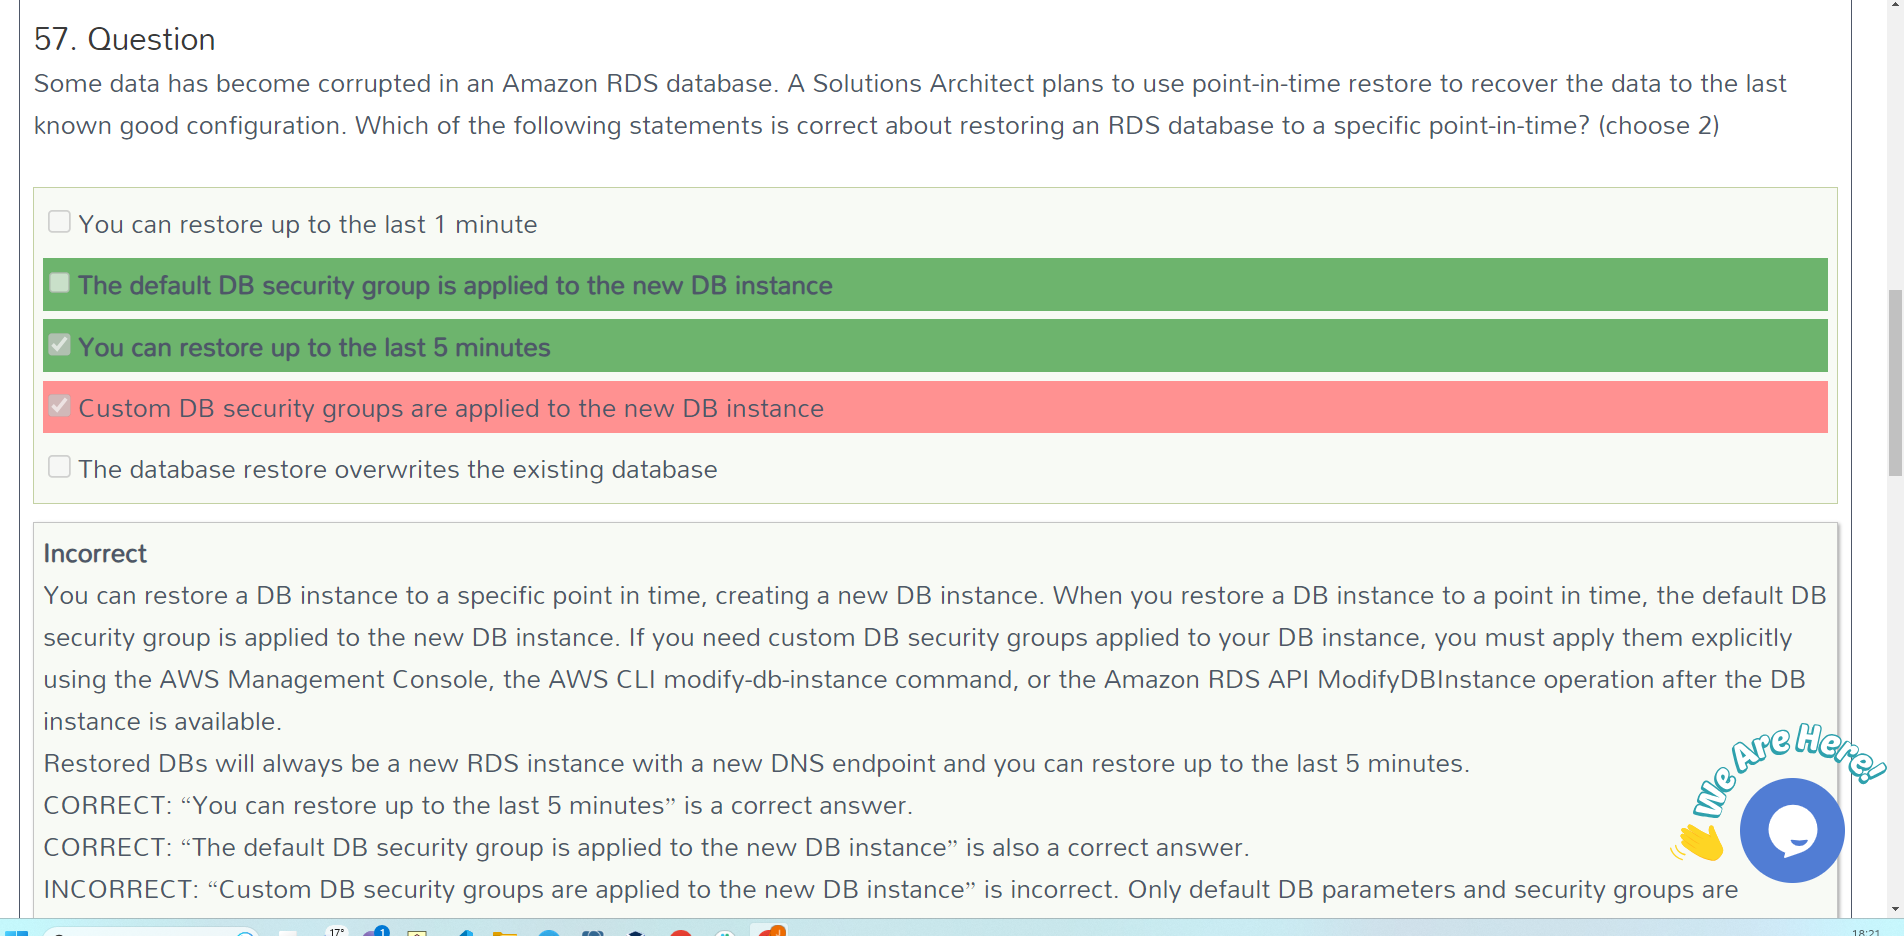 57. Question
Some data has become corrupted in an Amazon RDS database. A Solutions Architect plans to use point-in-time restore to recover the data to the last
known good configuration. Which of the following statements is correct about restoring an RDS database to a specific point-in-time? (choose 2)
You can restore up to the last 1 minute
The default DB security group is applied to the new DB instance
You can restore up to the last 5 minutes
Custom DB security groups are applied to the new DB instance
The database restore overwrites the existing database
Incorrect
You can restore a DB instance to a specific point in time, creating a new DB instance. When you restore a DB instance to a point in time, the default DB
security group is applied to the new DB instance. If you need custom DB security groups applied to your DB instance, you must apply them explicitly
using the AWS Management Console, the AWS CLI modify-db-instance command, or the Amazon RDS API ModifyDBInstance operation after the DB
instance is available.
Restored DBs will always be a new RDS instance with a new DNS endpoint and you can restore up to the last 5 minutes.
CORRECT: “You can restore up to the last 5 minutes” is a correct answer.
CORRECT: “The default DB security group is applied to the new DB instance” is also a correct answer.
INCORRECT: “Custom DB security groups are applied to the new DB instance” is incorrect. Only default DB parameters and security groups are
We Are Here!
17°
1
18:21